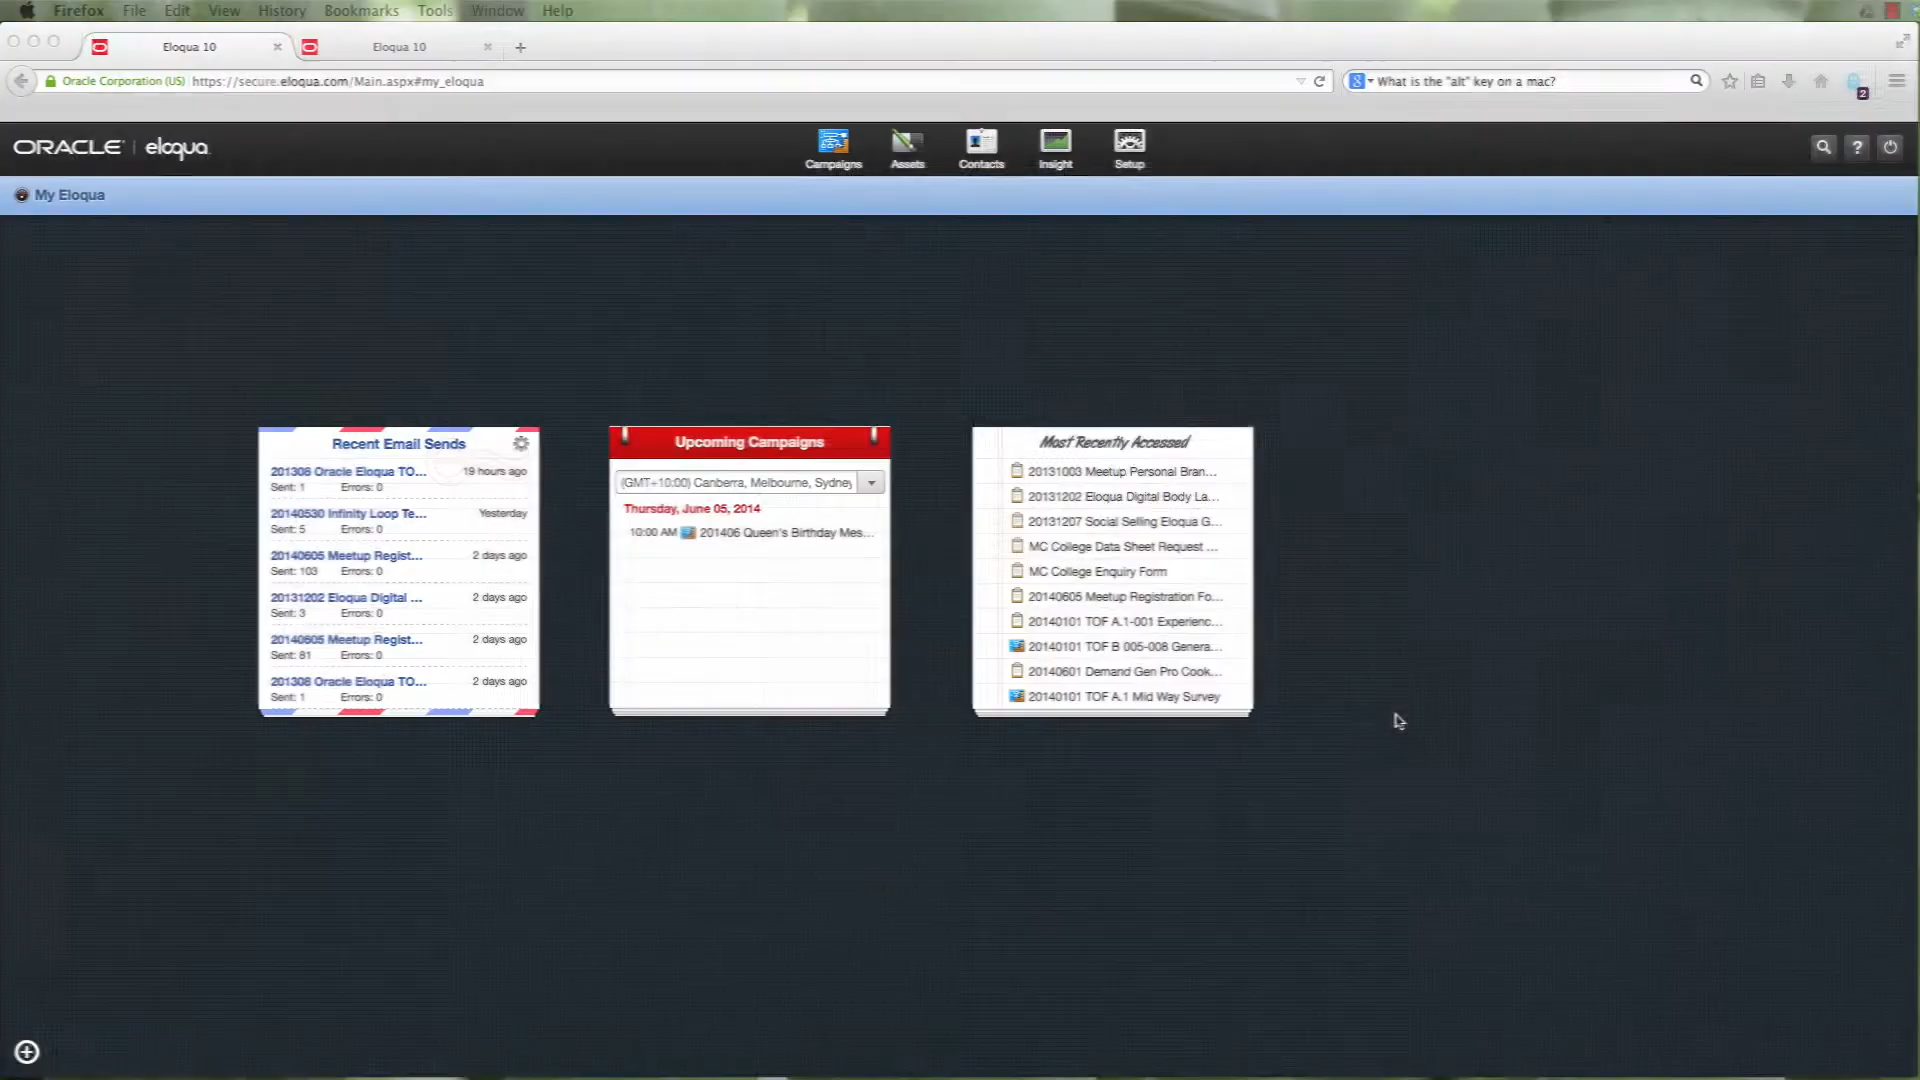 Firefox File Edit View History Bookmarks Tools Window Help
Eloqua 10
Eloqua 10
Oracle Corporation (US) https://secure.eloqua.com/Main.aspx#my_eloqua
What is the "alt" key on a mac?
2
ORACLE | eloqua
Campaigns
Assets
Contacts
Insight
Setup
?
My Eloqua
Recent Email Sends
201308 Oracle Eloqua TO... 19 hours ago
Sent: 1 Errors: 0
20140530 Infinity Loop Te... Yesterday
Sent: 5 Errors: 0
20140605 Meetup Regist... 2 days ago
Sent: 103 Errors: 0
20131202 Eloqua Digital ... 2 days ago
Sent: 3 Errors: 0
20140605 Meetup Regist... 2 days ago
Sent: 81 Errors: 0
201308 Oracle Eloqua TO... 2 days ago
Sent: 1 Errors: 0
Upcoming Campaigns
(GMT+10:00) Canberra, Melbourne, Sydney
Thursday, June 05, 2014
10:00 AM 201406 Queen's Birthday Mes...
Most Recently Accessed
20131003 Meetup Personal Bran...
20131202 Eloqua Digital Body La...
20131207 Social Selling Eloqua G...
MC College Data Sheet Request ...
MC College Enquiry Form
20140605 Meetup Registration Fo...
20140101 TOF A.1-001 Experienc...
20140101 TOF B 005-008 Genera...
20140601 Demand Gen Pro Cook...
20140101 TOF A.1 Mid Way Survey